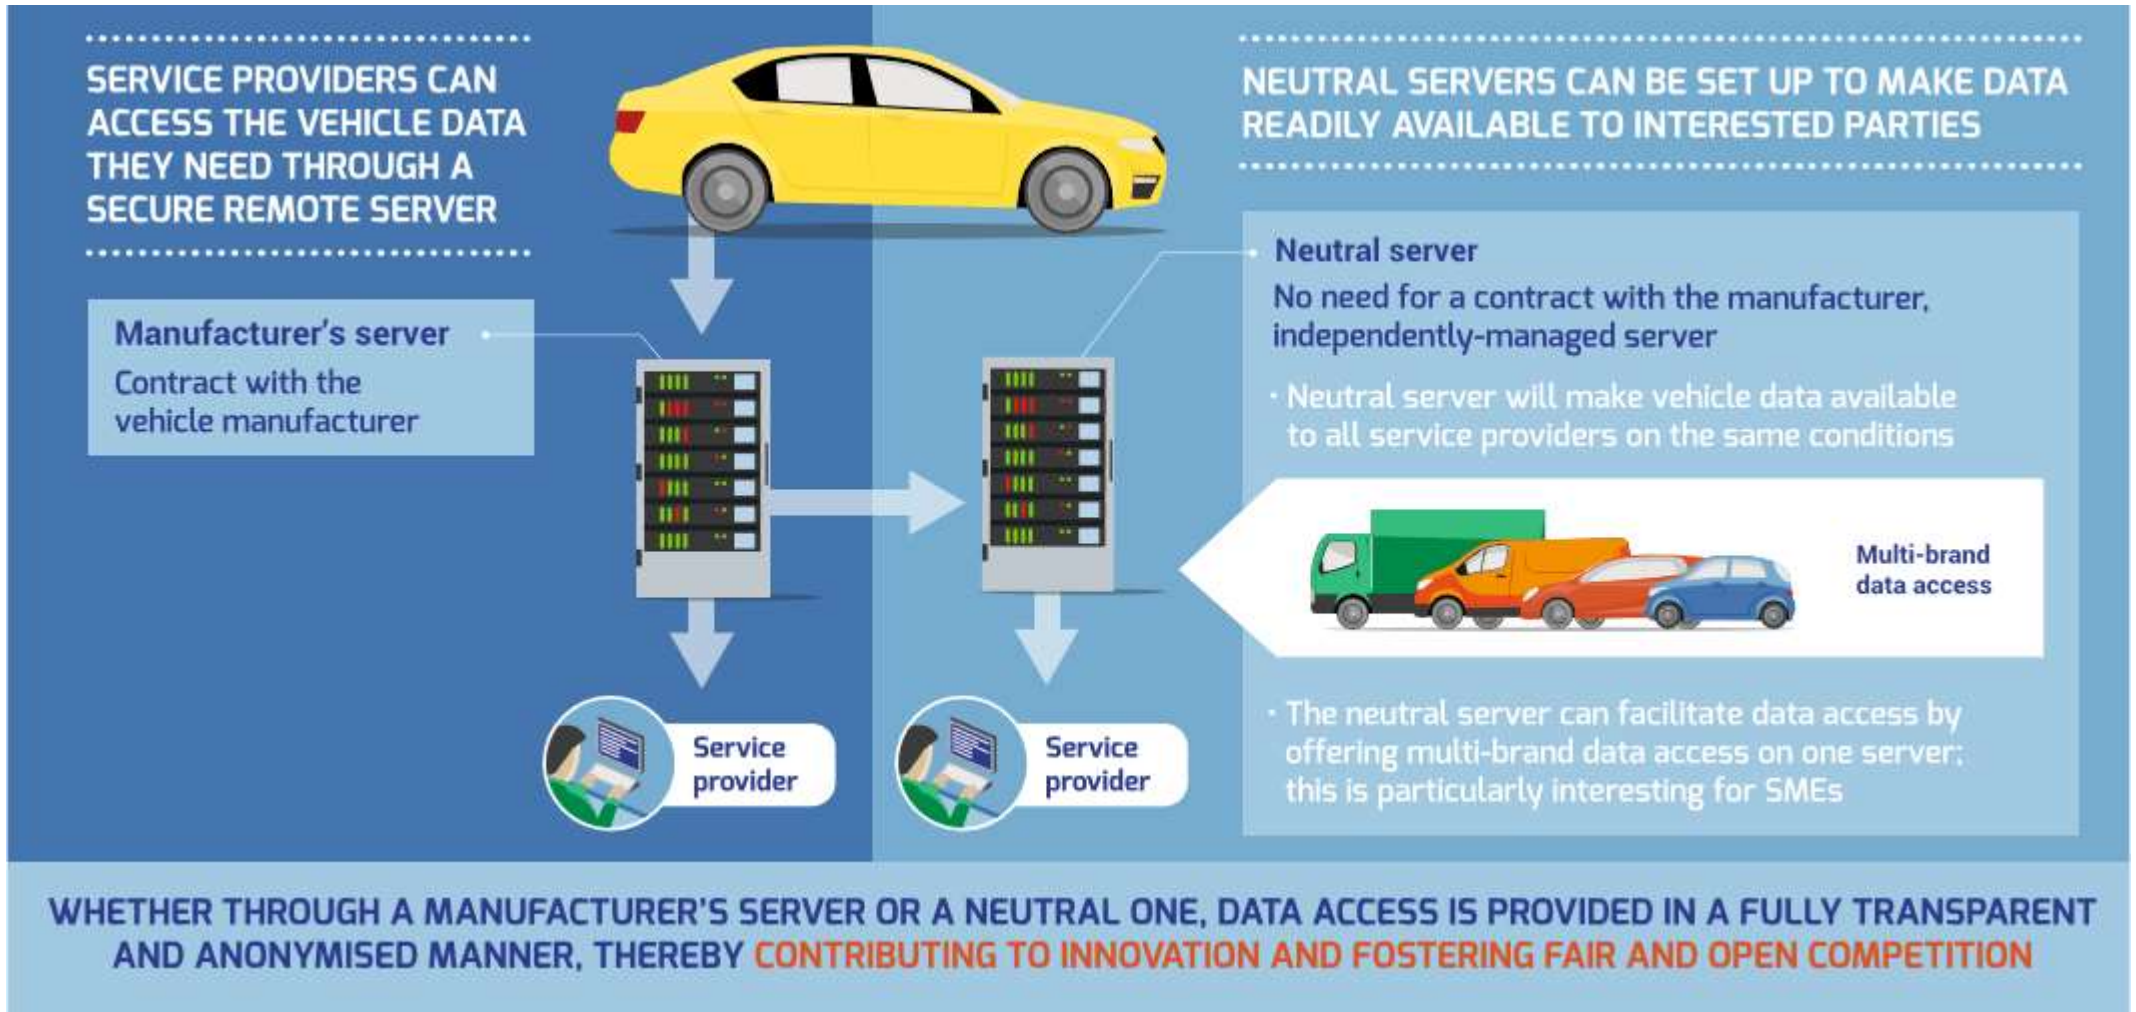 SERVICE PROVIDERS CAN
ACCESS THE VEHICLE DATA
THEY NEED THROUGH A
SECURE REMOTE SERVER
Manufacturer's server
Contract with the
vehicle manufacturer
Service
provider
NEUTRAL SERVERS CAN BE SET UP TO MAKE DATA
READILY AVAILABLE TO INTERESTED PARTIES
Neutral server
No need for a contract with the manufacturer,
independently-managed server
· Neutral server will make vehicle data available
to all service providers on the same conditions
Multi-brand
data access
· The neutral server can facilitate data access by
offering multi-brand data access on one server;
this is particularly interesting for SMEs
Service
provider
WHETHER THROUGH A MANUFACTURER'S SERVER OR A NEUTRAL ONE, DATA ACCESS IS PROVIDED IN A FULLY TRANSPARENT
AND ANONYMISED MANNER, THEREBY CONTRIBUTING TO INNOVATION AND FOSTERING FAIR AND OPEN COMPETITION